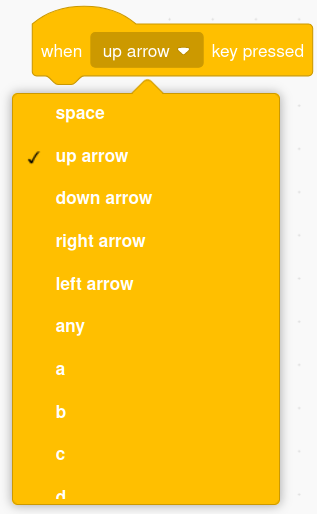 when up arrow key pressed
space
up arrow
down arrow
right arrow
left arrow
any
a
b
c
d